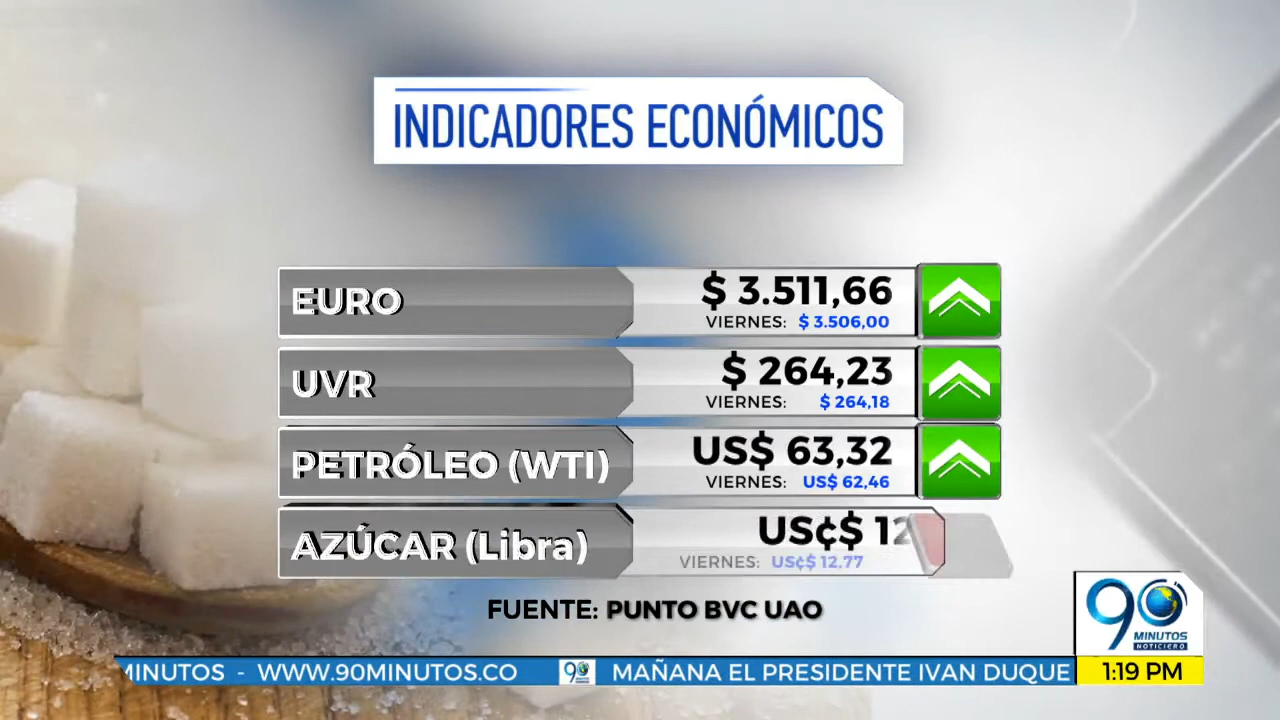 INDICADORES ECONÓMICOS
EURO
$ 3.511,66
VIERNES: $ 3.506,00
UVR
$ 264,23
VIERNES: $ 264,18
PETRÓLEO (WTI)
US$ 63,32
VIERNES: US$ 62,46
AZÚCAR (Libra)
US¢$ 12
VIERNES: US¢$ 12.77
FUENTE: PUNTO BVC UAO
90
MINUTOS
NOTICIERO
MINUTOS - WWW.90MINUTOS.CO 90 MAÑANA EL PRESIDENTE IVAN DUQUE
1:19 PM